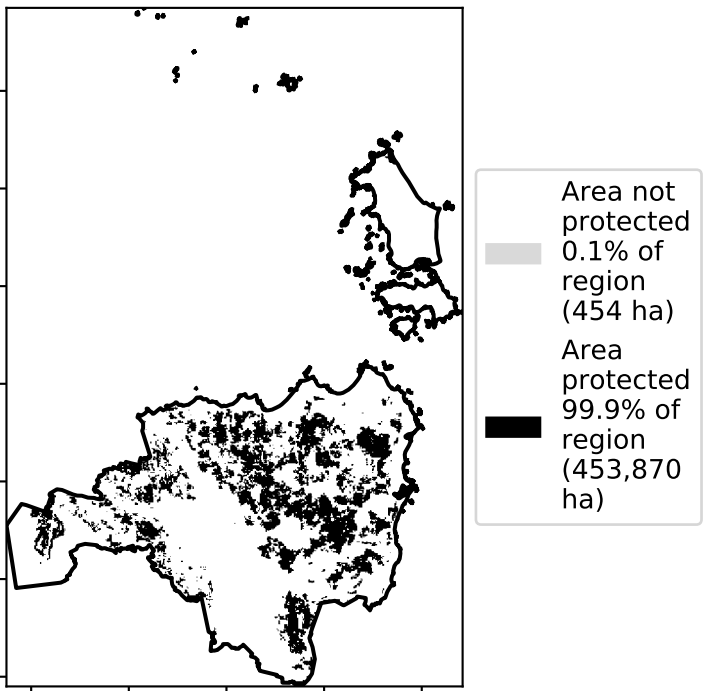 Area not
protected
0.1% of
region
(454 ha)
Area
protected
99.9% of
region
(453,870
ha)